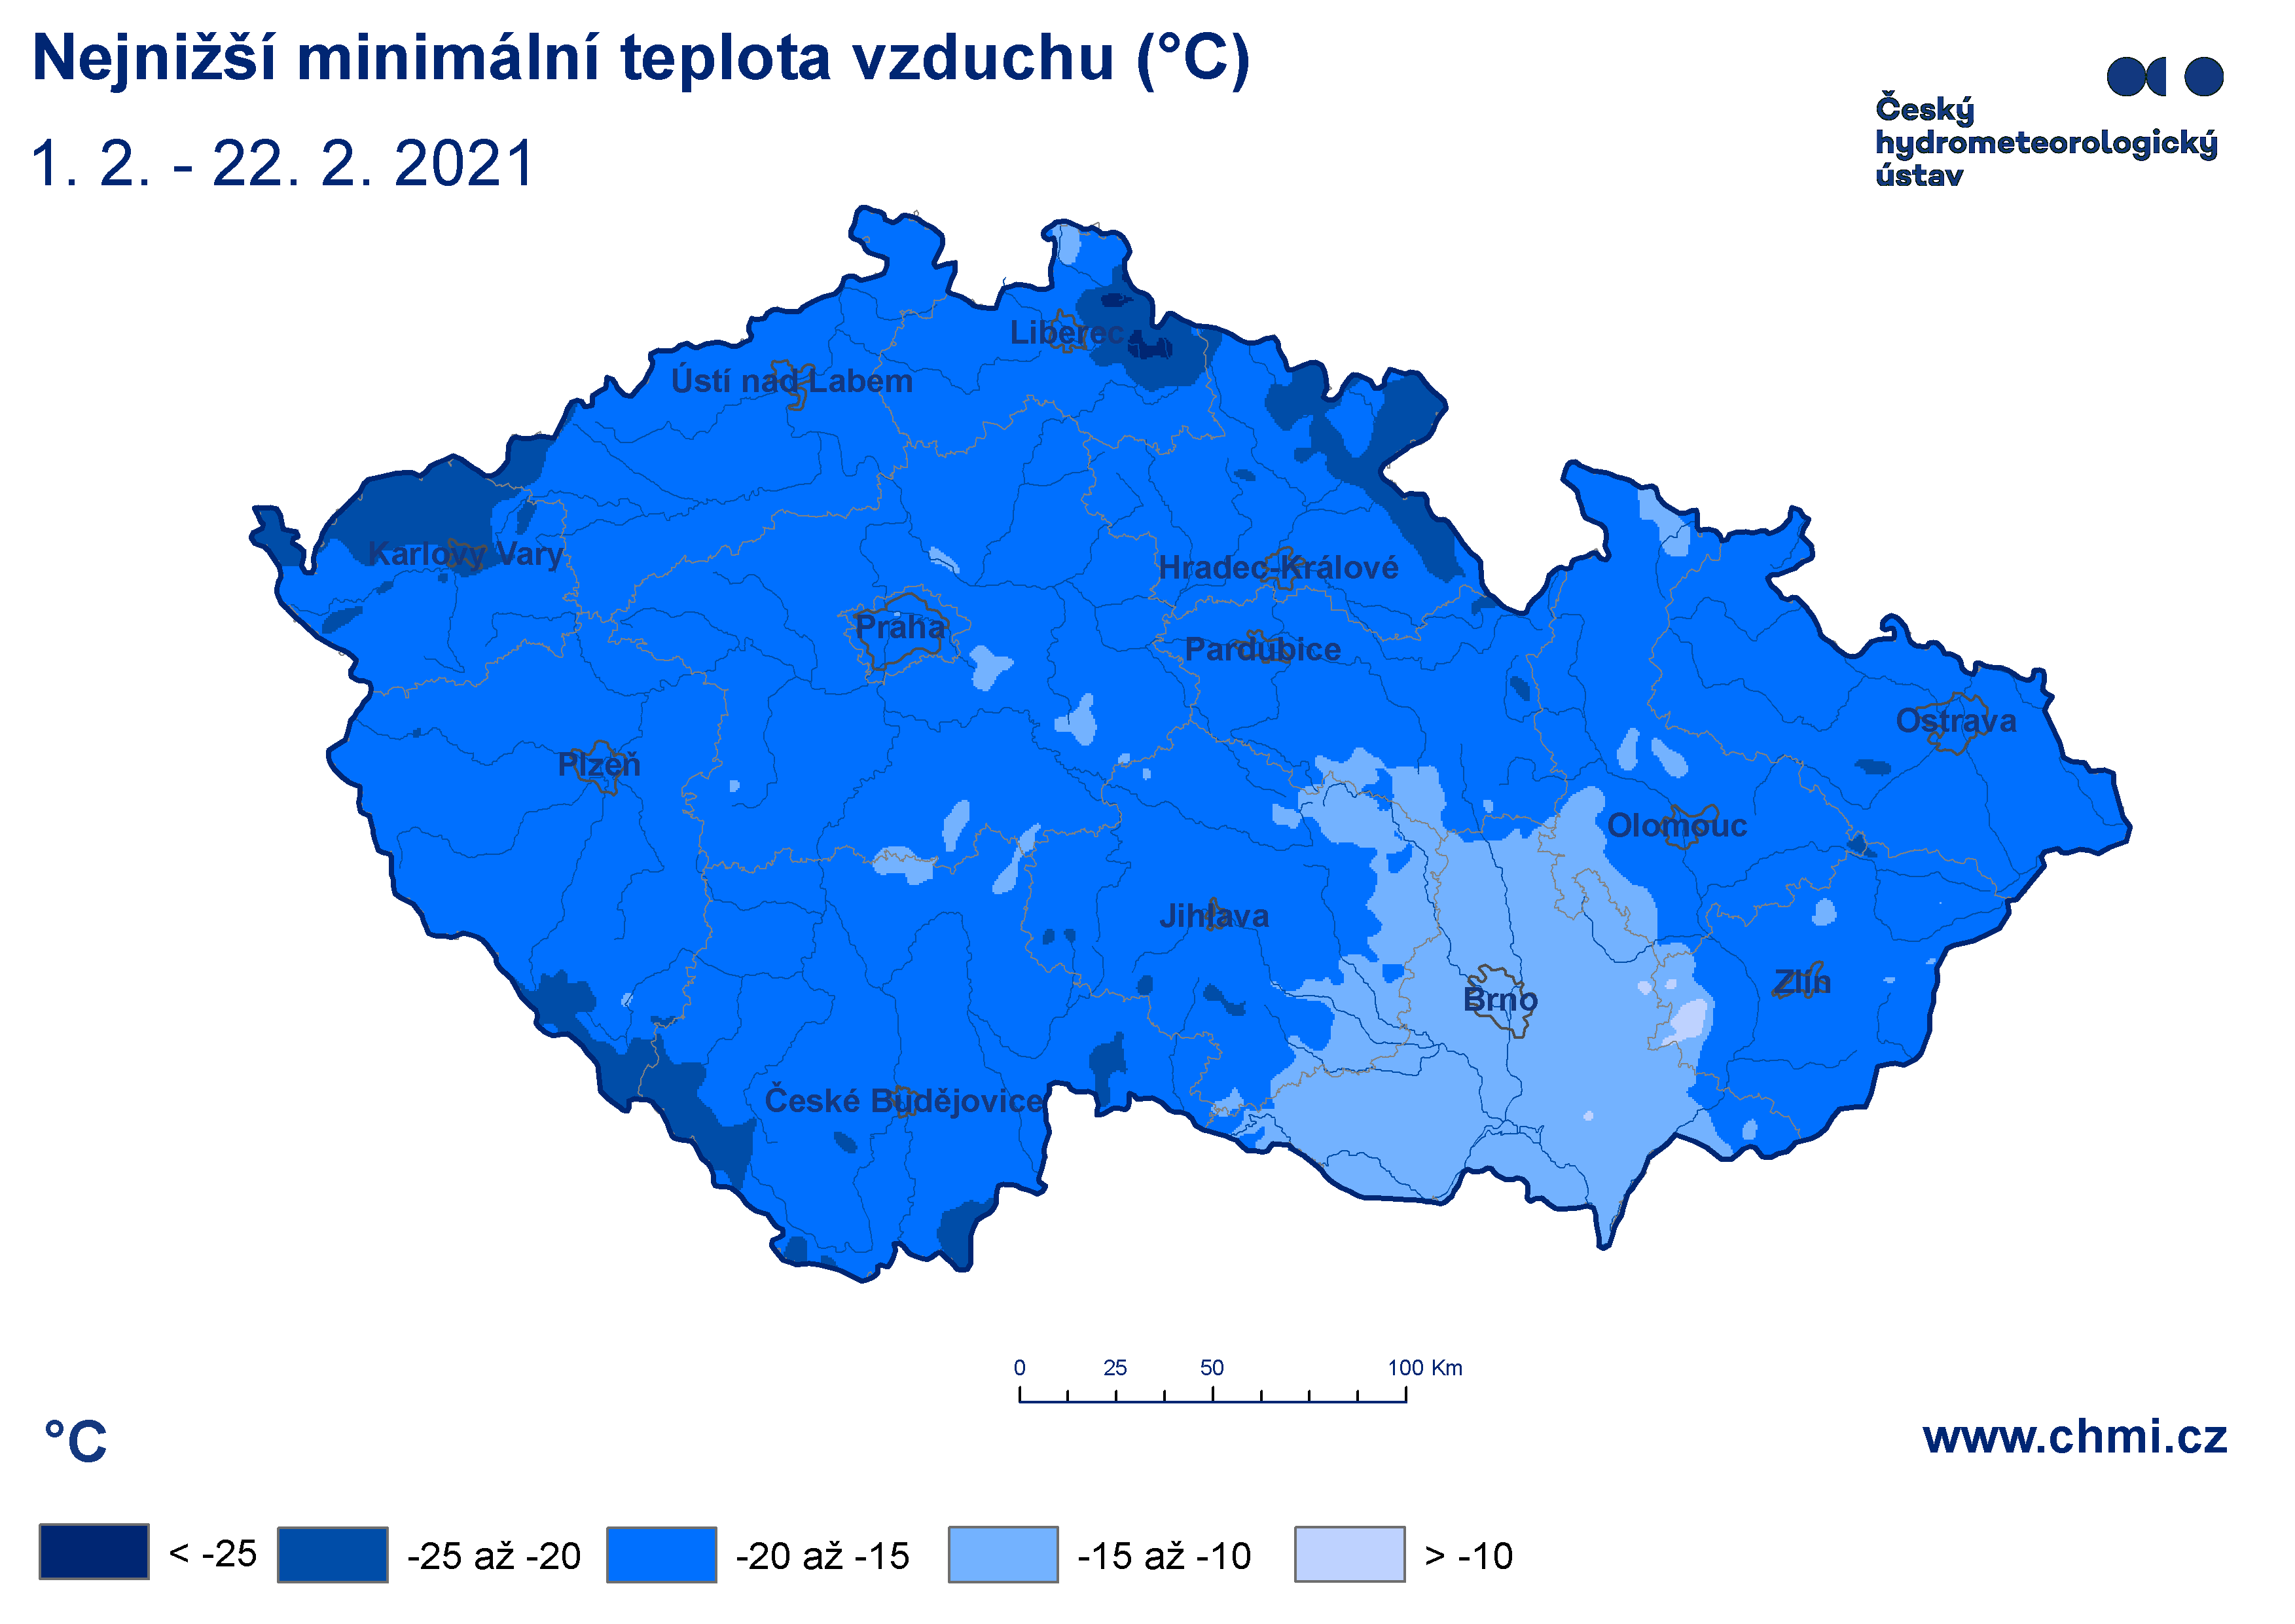 Nejnižší minimální teplota vzduchu (°C)
1. 2. - 22. 2. 2021
Český
hydrometeorologický
ústav
Liberec
Ústí nad Labem
Karlovy Vary
Hradec-Králové
Praha
Pardubice
Ostrava
Plzeň
Olomouc
Jihlava
Zlín
Brno
České Budějovice
0 25 50 100 Km
°C
www.chmi.cz
< -25 -25 až -20 -20 až -15 -15 až -10 > -10